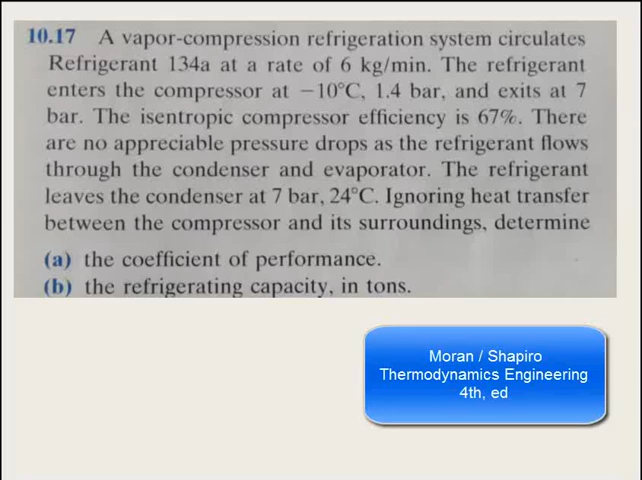 10.17 A vapor-compression refrigeration system circulates
Refrigerant 134a at a rate of 6 kg/min. The refrigerant
enters the compressor at −10°C, 1.4 bar, and exits at 7
bar. The isentropic compressor efficiency is 67%. There
are no appreciable pressure drops as the refrigerant flows
through the condenser and evaporator. The refrigerant
leaves the condenser at 7 bar, 24°C. Ignoring heat transfer
between the compressor and its surroundings, determine
(a) the coefficient of performance.
(b) the refrigerating capacity, in tons.
Moran / Shapiro
Thermodynamics Engineering
4th, ed